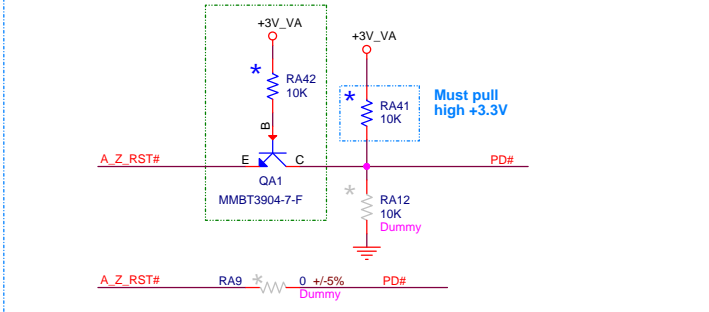 +3V_VA
+3V_VA
*
RA42
10K
*
RA41
10K
Must pull
high +3.3V
B
A_Z_RST#
E
C
PD#
QA1
MMBT3904-7-F
*
RA12
10K
Dummy
A_Z_RST#
RA9
*
0 +/-5%
PD#
Dummy